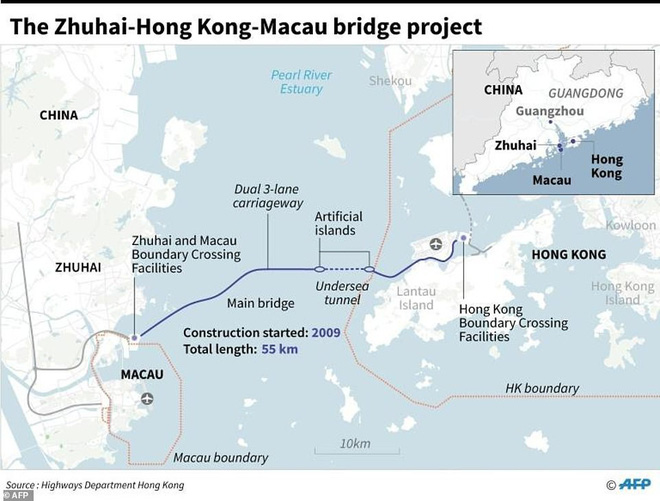 The Zhuhai-Hong Kong-Macau bridge project
Pearl River
Estuary
Shekou
CHINA
CHINA
GUANGDONG
Guangzhou
Zhuhai
Hong
Kong
Macau
Dual 3-lane
carriageway
Artificial
islands
Zhuhai and Macau
Boundary Crossing
Facilities
ZHUHAI
Kowloon
HONG KONG
Main bridge
Undersea
tunnel
Lantau
Island
Hong Kong
Island
Hong Kong
Boundary Crossing
Facilities
Construction started: 2009
Total length: 55 km
MACAU
HK boundary
10km
Macau boundary
Source : Highways Department Hong Kong
© AFP
© AFP